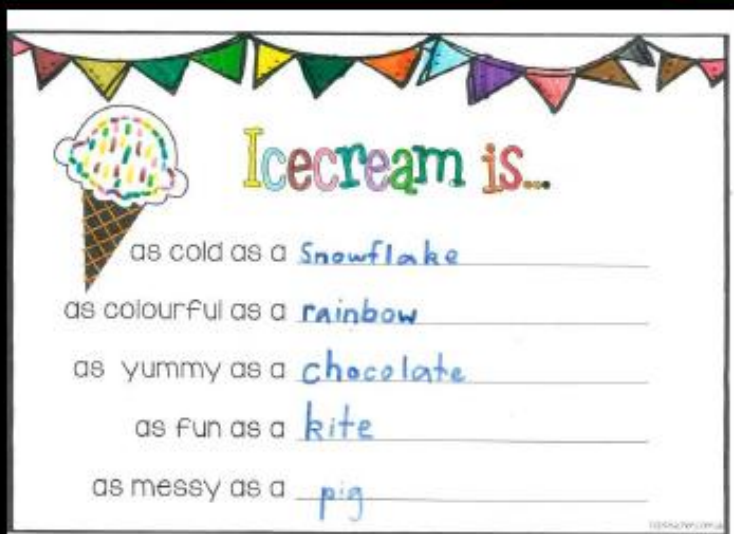 Icecream is...
as cold as a Snowflake
as colourful as a rainbow
as yummy as a chocolate
as fun as a kite
as messy as a pig